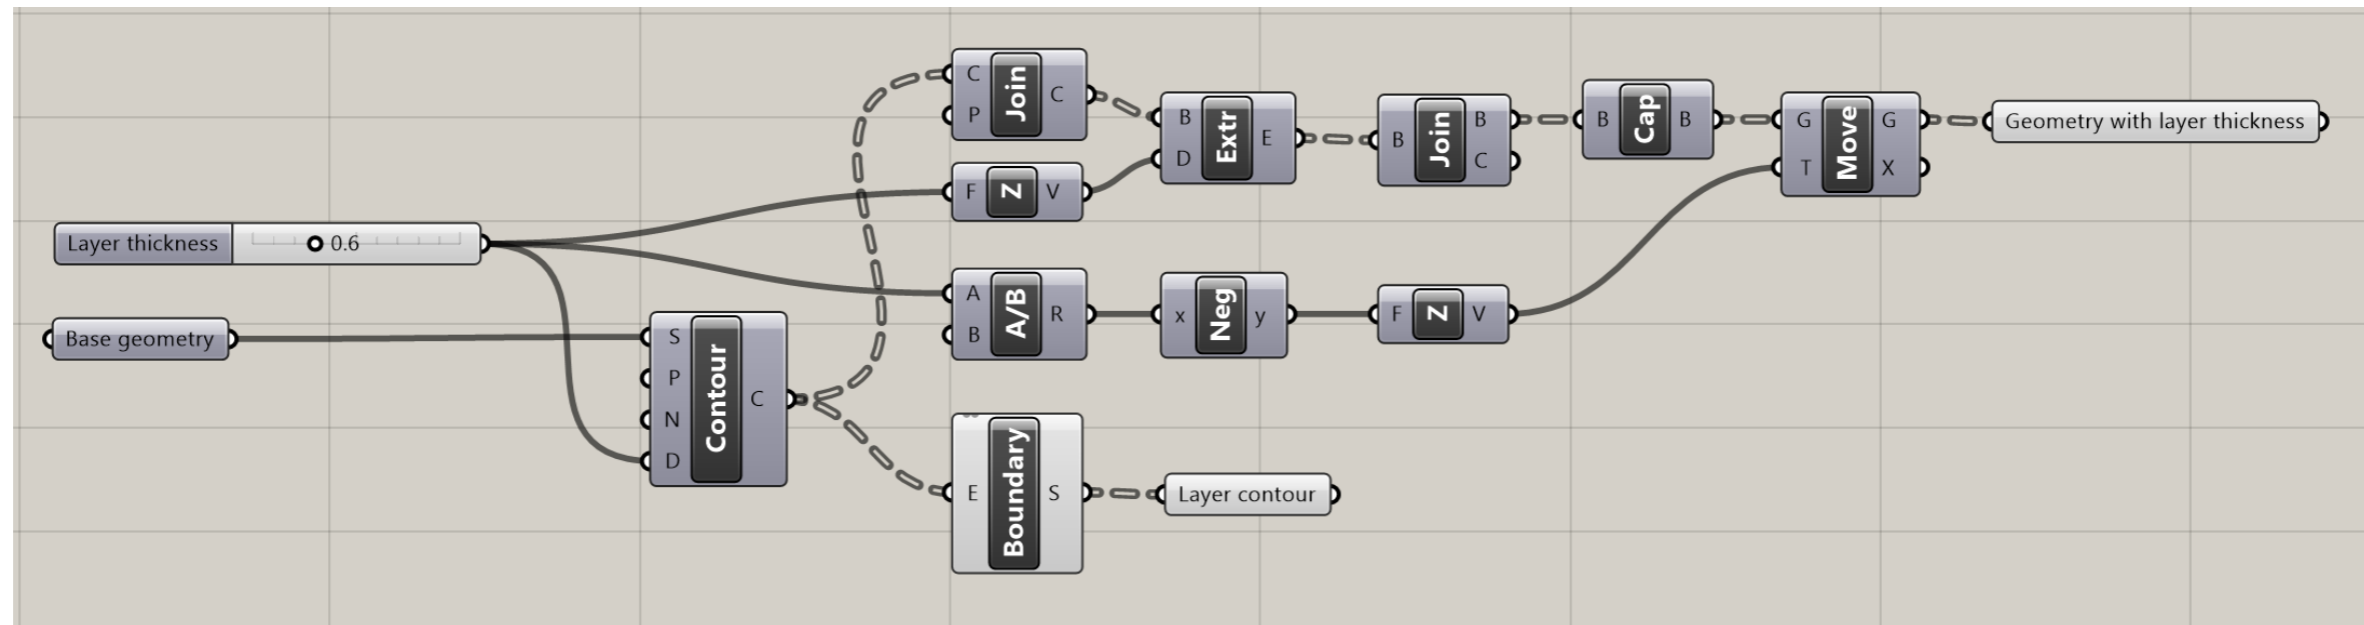 C
P
Join
C
B
D
Extr
E
B
Join
B
C
B
Cap
B
G
T
Move
G
X
Geometry with layer thickness
F
Z
V
Layer thickness
0.6
A
B
A/B
R
x
Neg
y
F
Z
V
Base geometry
S
P
N
D
Contour
C
E
Boundary
S
Layer contour